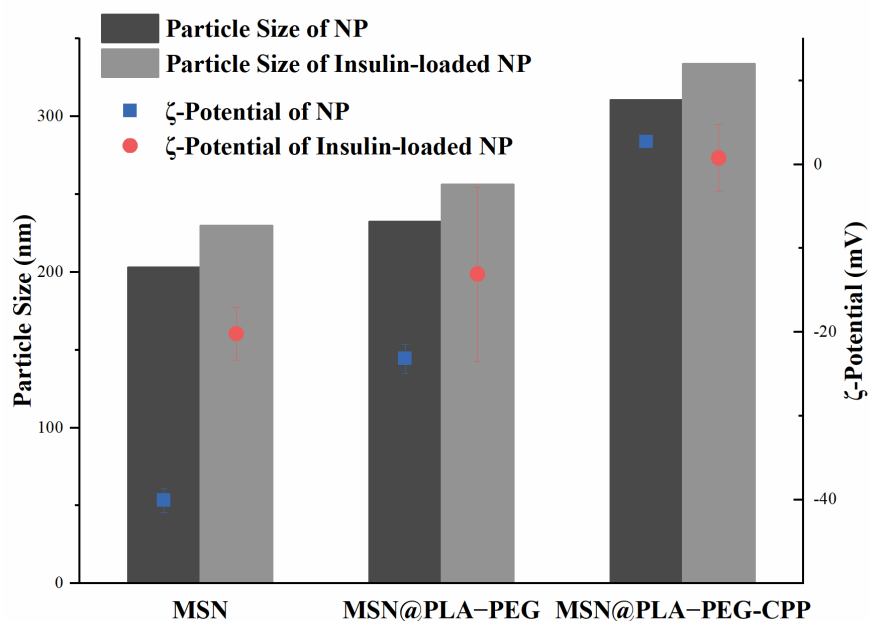 Particle Size of NP
Particle Size of Insulin-loaded NP
ζ-Potential of NP
ζ-Potential of Insulin-loaded NP
Particle Size (nm)
300
200
100
0
ζ-Potential (mV)
0
-20
-40
MSN
MSN@PLA−PEG
MSN@PLA−PEG-CPP